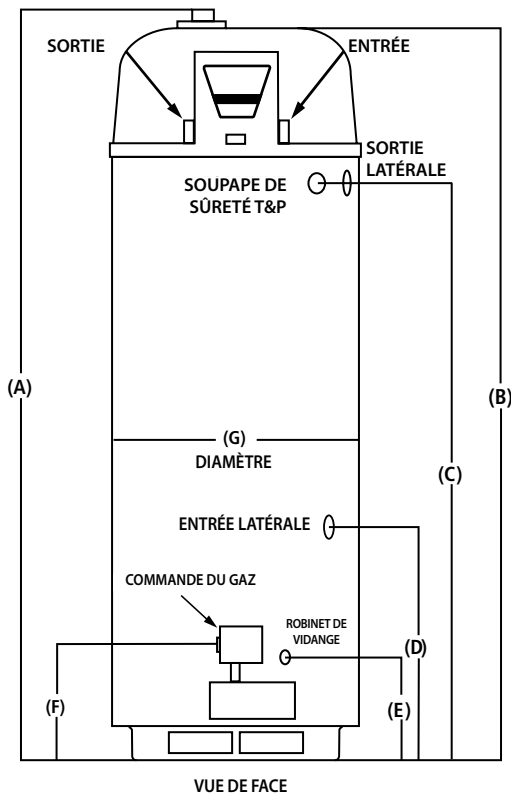 SORTIE
ENTRÉE
SORTIE
LATÉRALE
SOUPAPE DE
SÛRETÉ T&P
(A)
(B)
(G)
DIAMÈTRE
(C)
ENTRÉE LATÉRALE
COMMANDE DU GAZ
ROBINET DE
VIDANGE
(D)
(F)
(E)
VUE DE FACE